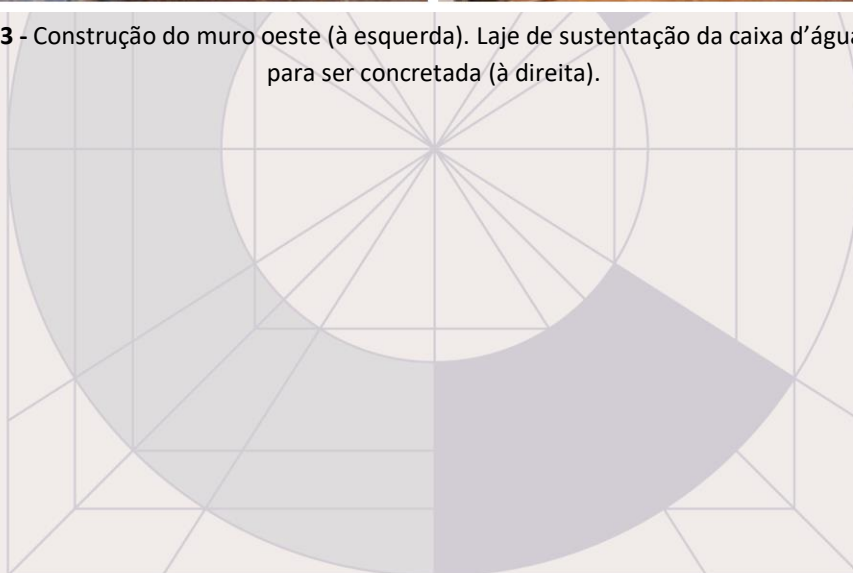 3 - Construção do muro oeste (à esquerda). Laje de sustentação da caixa d’água
para ser concretada (à direita).